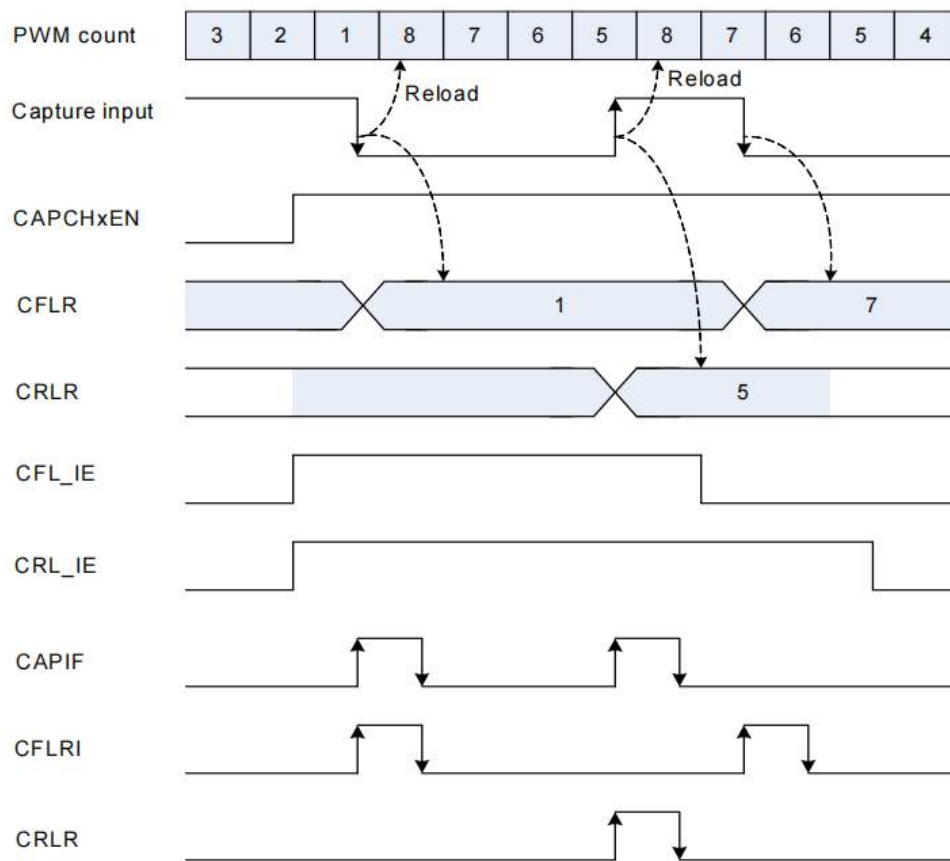 PWM count 3 2 1 8 7 6 5 8 7 6 5 4
Reload
Reload
Capture input
CAPCHxEN
CFLR 1 7
CRLR 5
CFL_IE
CRL_IE
CAPIF
CFLRI
CRLR